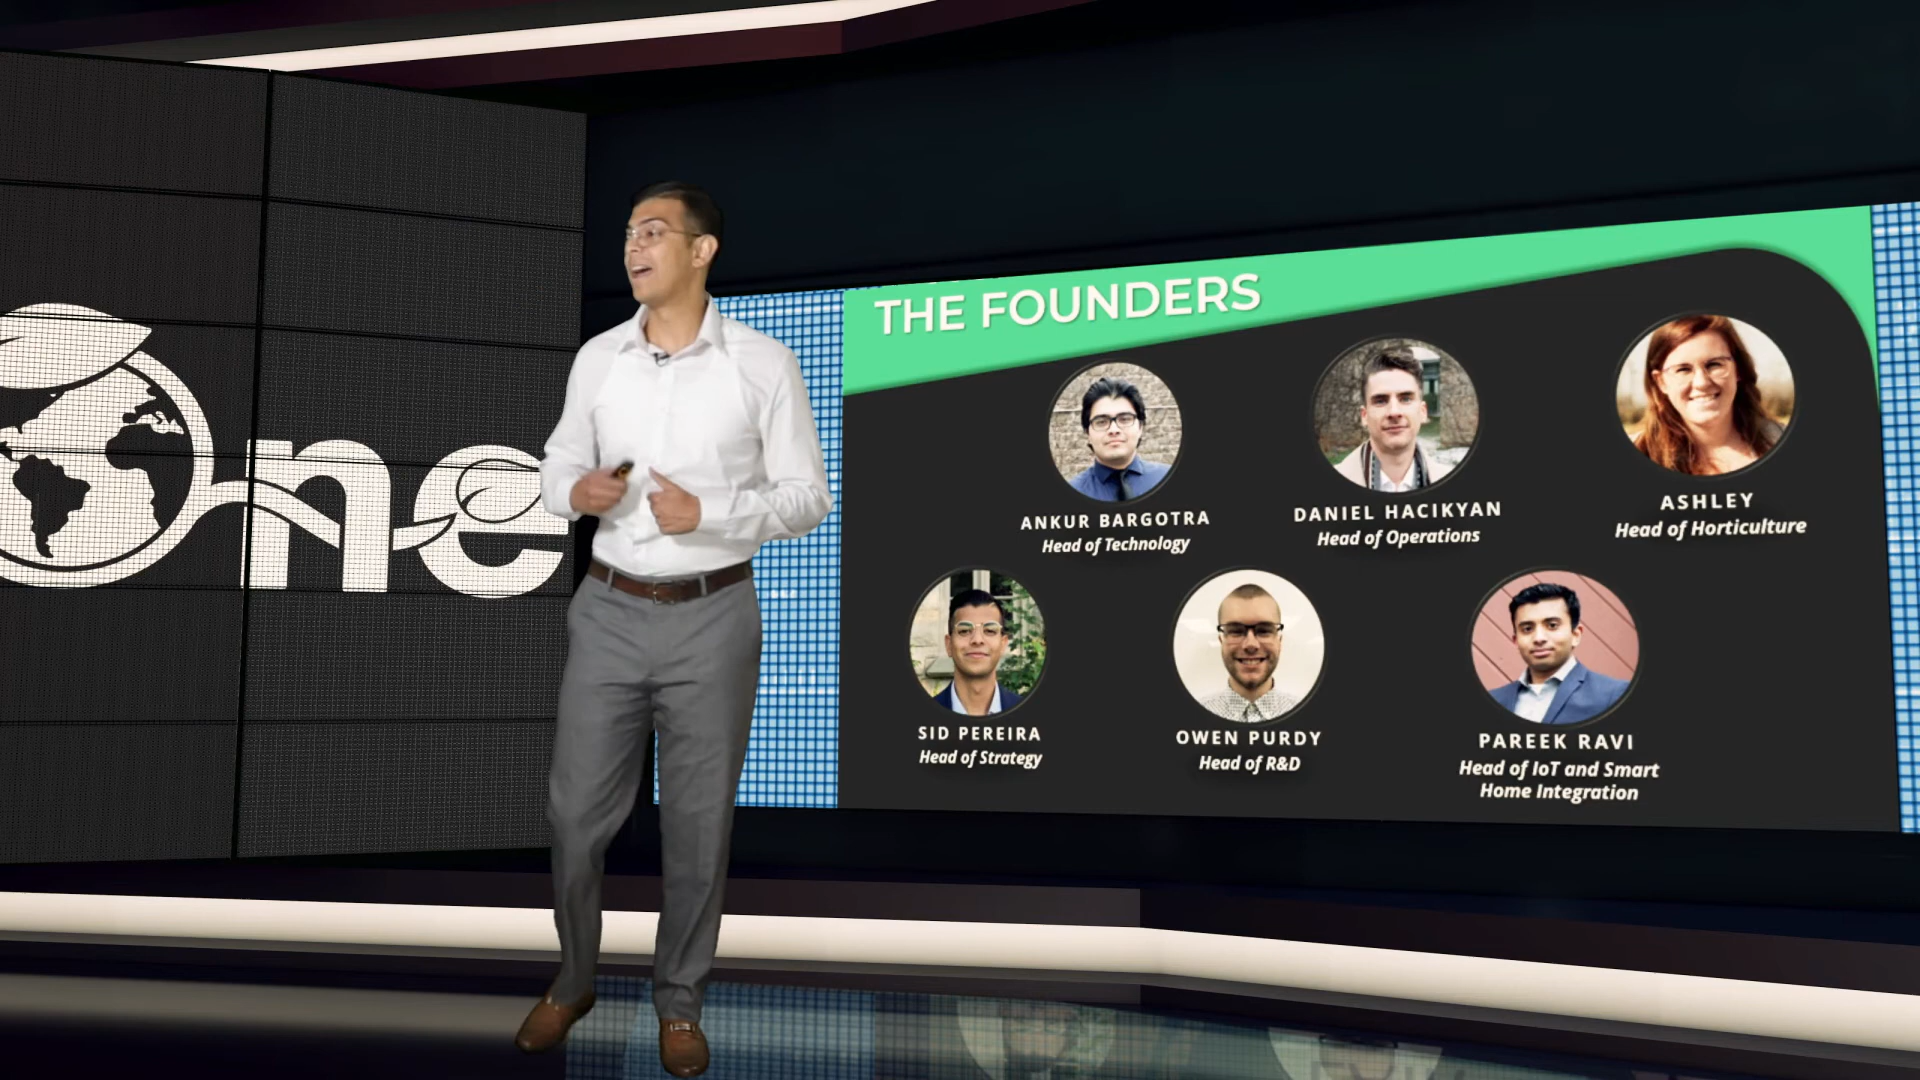 One
THE FOUNDERS
ANKUR BARGOTRA
Head of Technology
DANIEL HACIKYAN
Head of Operations
ASHLEY
Head of Horticulture
SID PEREIRA
Head of Strategy
OWEN PURDY
Head of R&D
PAREEK RAVI
Head of IoT and Smart
Home Integration